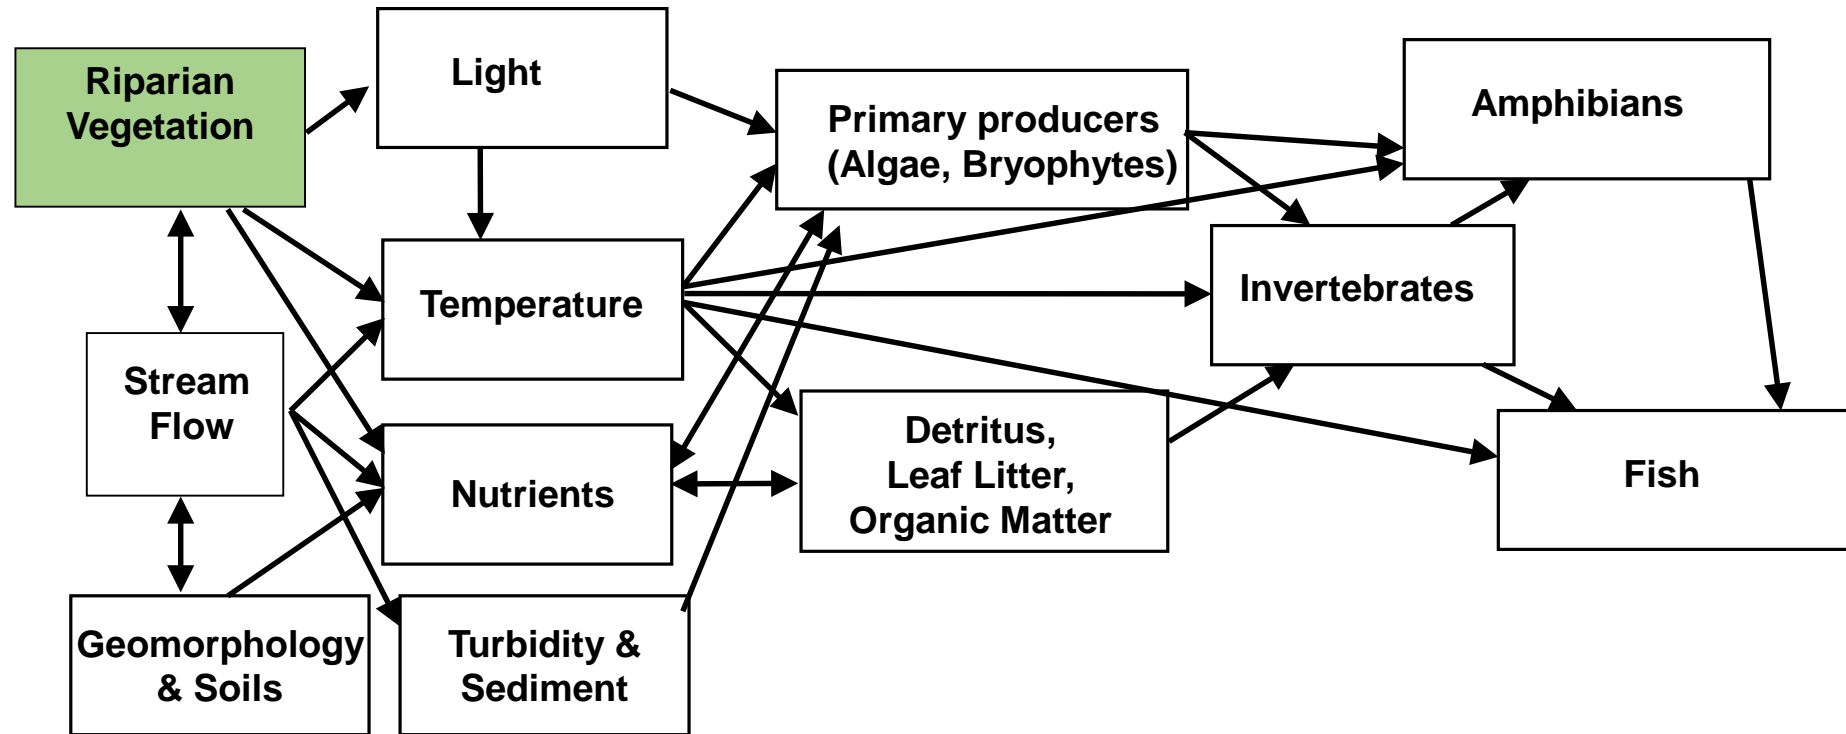 Riparian
Vegetation
Light
Primary producers
(Algae, Bryophytes)
Amphibians
Temperature
Invertebrates
Stream
Flow
Nutrients
Detritus,
Leaf Litter,
Organic Matter
Fish
Geomorphology
& Soils
Turbidity &
Sediment